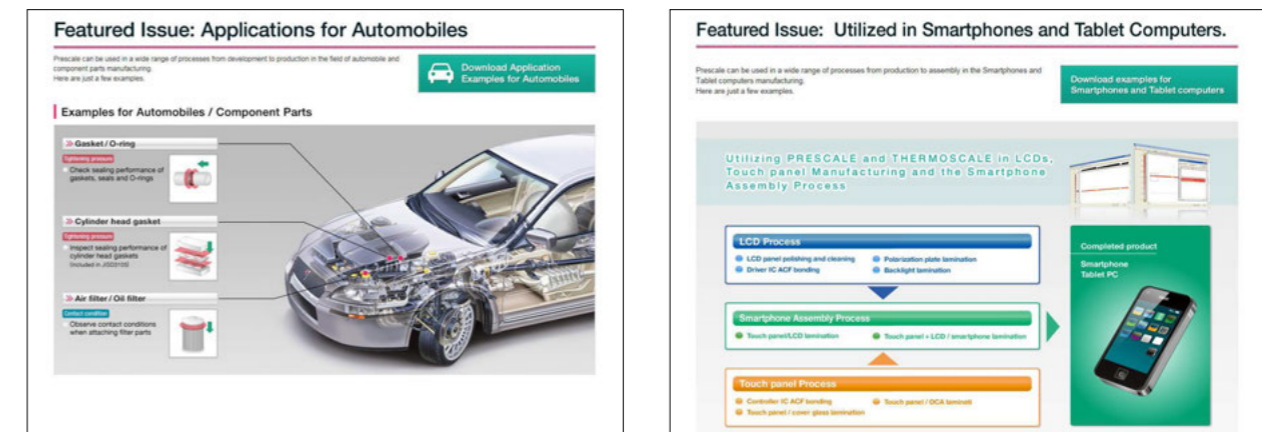 Featured Issue: Applications for Automobiles
Prescale can be used in a wide range of processes from development to production in the field of automobile and
component parts manufacturing.
Here are just a few examples.
Download Application
Examples for Automobiles
Examples for Automobiles / Component Parts
Gasket / O-ring
Tightening pressure
Check sealing performance of
gaskets, seals and O-rings
Cylinder head gasket
Tightening pressure
Inspect sealing performance of
cylinder head gaskets
Air filter / Oil filter
Contact condition
Observe contact conditions
when attaching filter parts
Featured Issue: Utilized in Smartphones and Tablet Computers.
Prescale can be used in a wide range of processes from production to assembly in the Smartphones and
Tablet computers manufacturing.
Here are just a few examples.
Download examples for
Smartphones and Tablet computers
Utilizing PRESCALE and THERMOSCALE in LCDs,
Touch panel Manufacturing and the Smartphone
Assembly Process
LCD Process
LCD panel polishing and cleaning
Polarization plate lamination
Driver IC ACF bonding
Backlight lamination
Smartphone Assembly Process
Touch panel/LCD lamination
Touch panel + LCD / smartphone lamination
Touch panel Process
Controller IC ACF bonding
Touch panel / OCA laminati
Touch panel / cover glass lamination
Completed product
Smartphone
Tablet PC